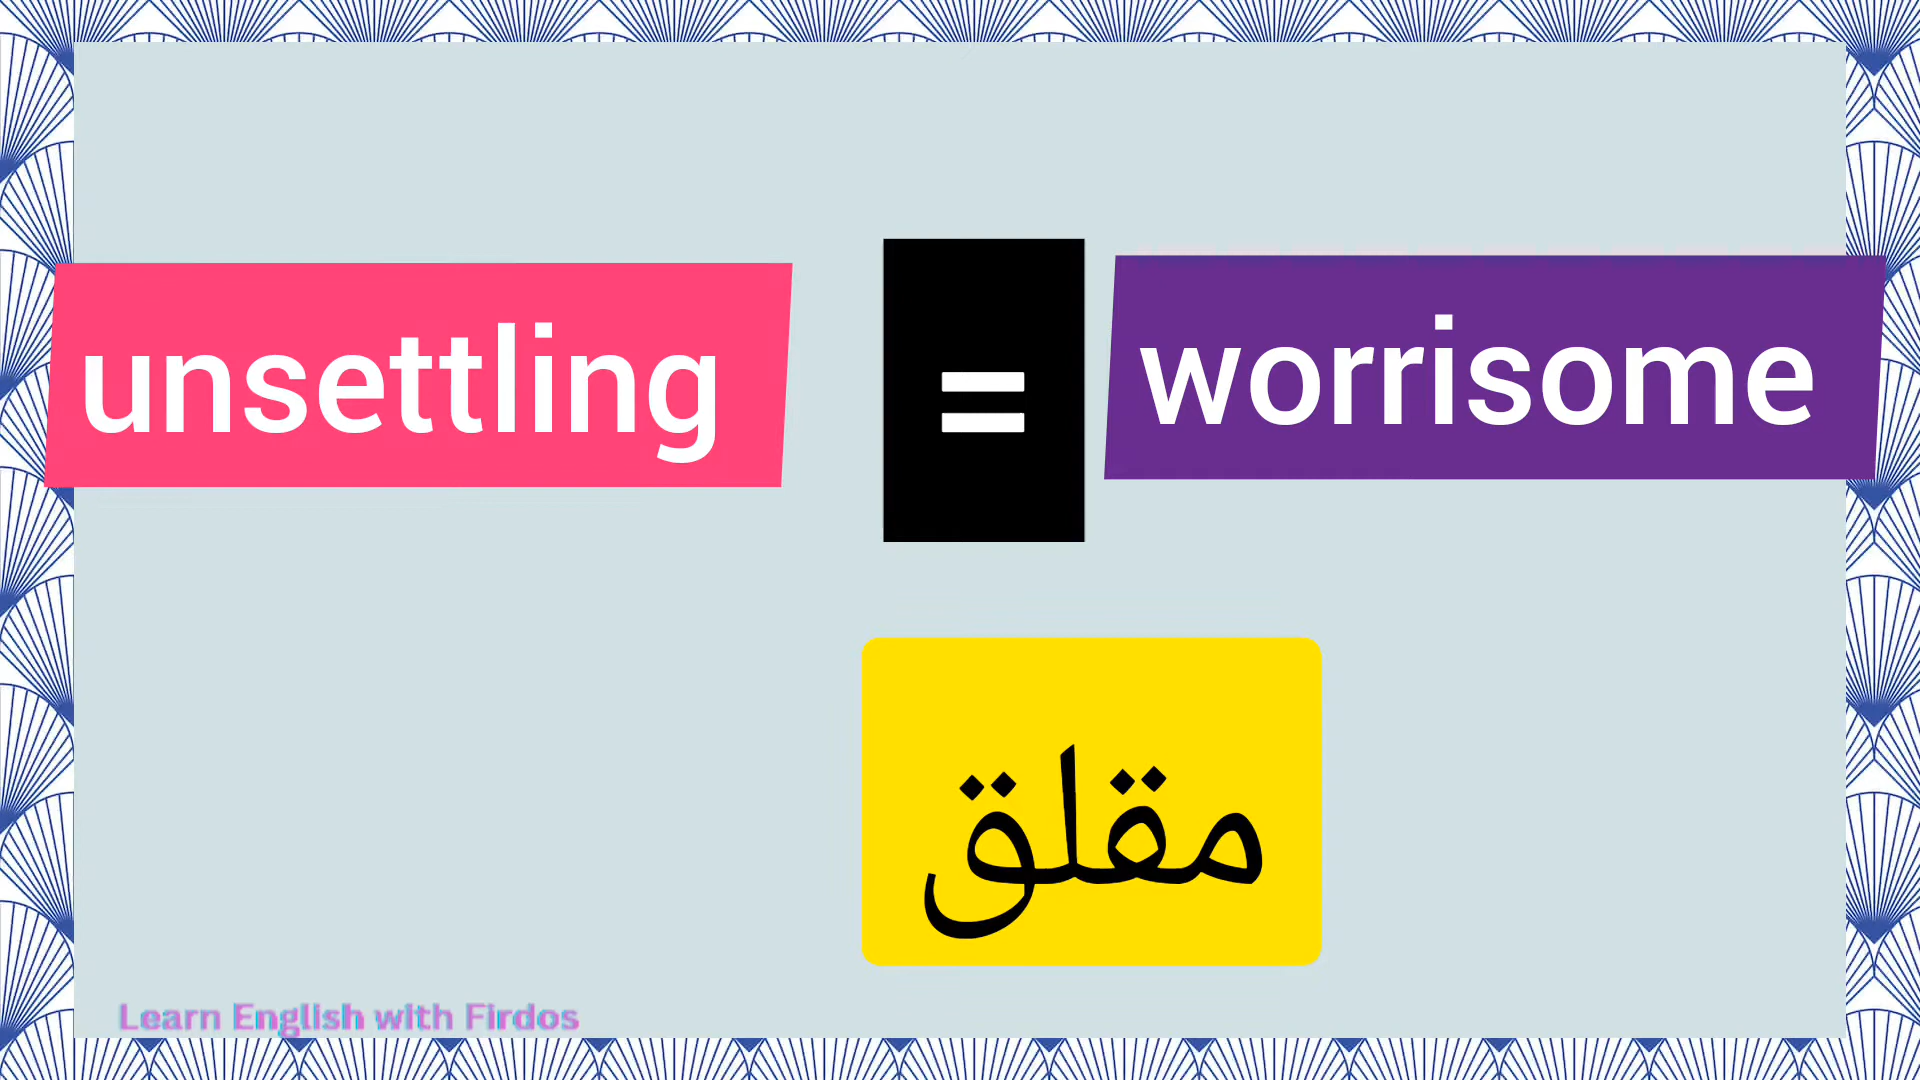 unsettling = worrisome
مقلق
Learn English with Firdos